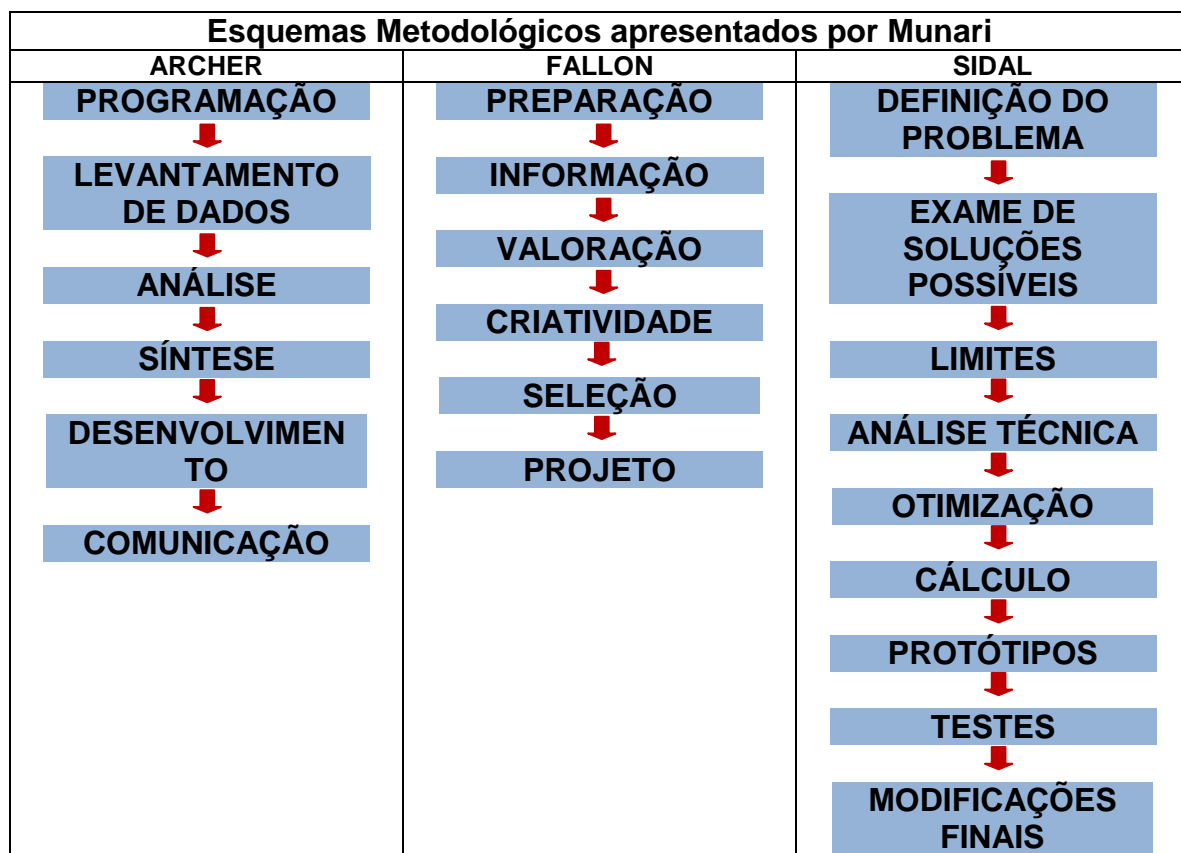 Esquemas Metodológicos apresentados por Munari
ARCHER
PROGRAMAÇÃO
LEVANTAMENTO
DE DADOS
ANÁLISE
SÍNTESE
DESENVOLVIMEN
TO
COMUNICAÇÃO
FALLON
PREPARAÇÃO
INFORMAÇÃO
VALORAÇÃO
CRIATIVIDADE
SELEÇÃO
PROJETO
SIDAL
DEFINIÇÃO DO
PROBLEMA
EXAME DE
SOLUÇÕES
POSSÍVEIS
LIMITES
ANÁLISE TÉCNICA
OTIMIZAÇÃO
CÁLCULO
PROTÓTIPOS
TESTES
MODIFICAÇÕES
FINAIS